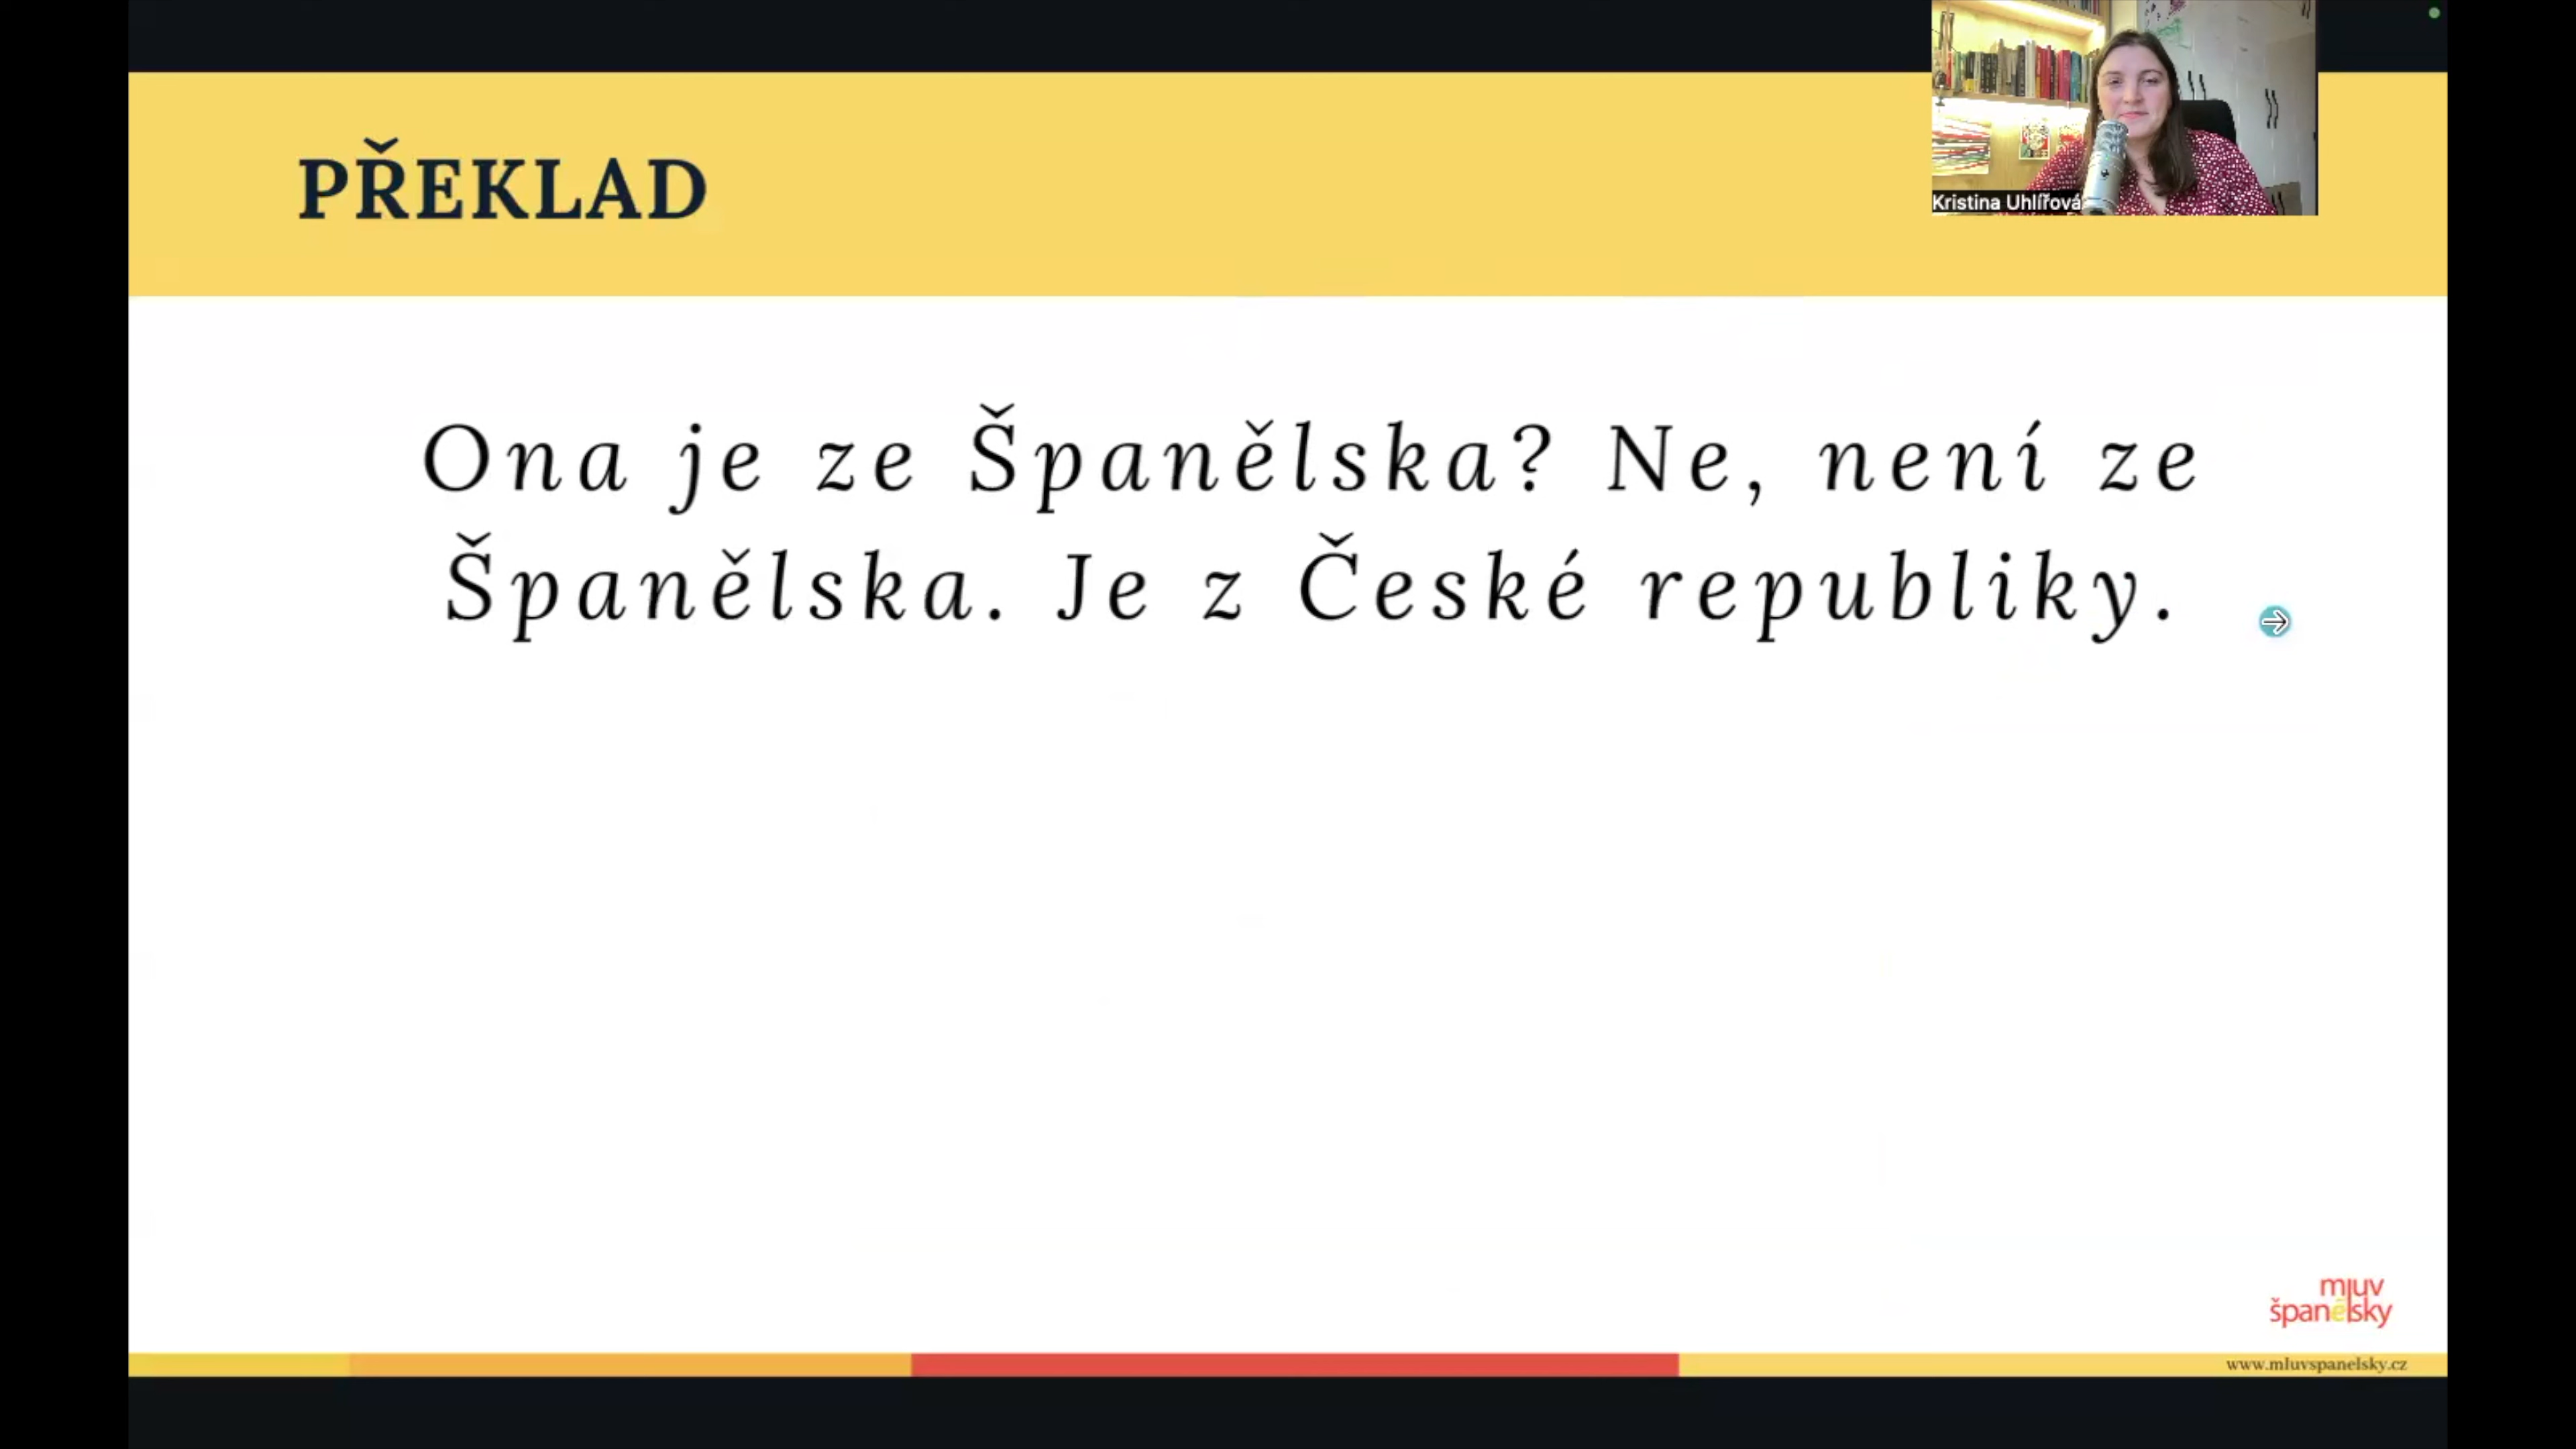 Kristina Uhlířová
PŘEKLAD
Ona je ze Španělska? Ne, není ze
Španělska. Je z České republiky.
mluv
španělsky
www.mluvspanelsky.cz